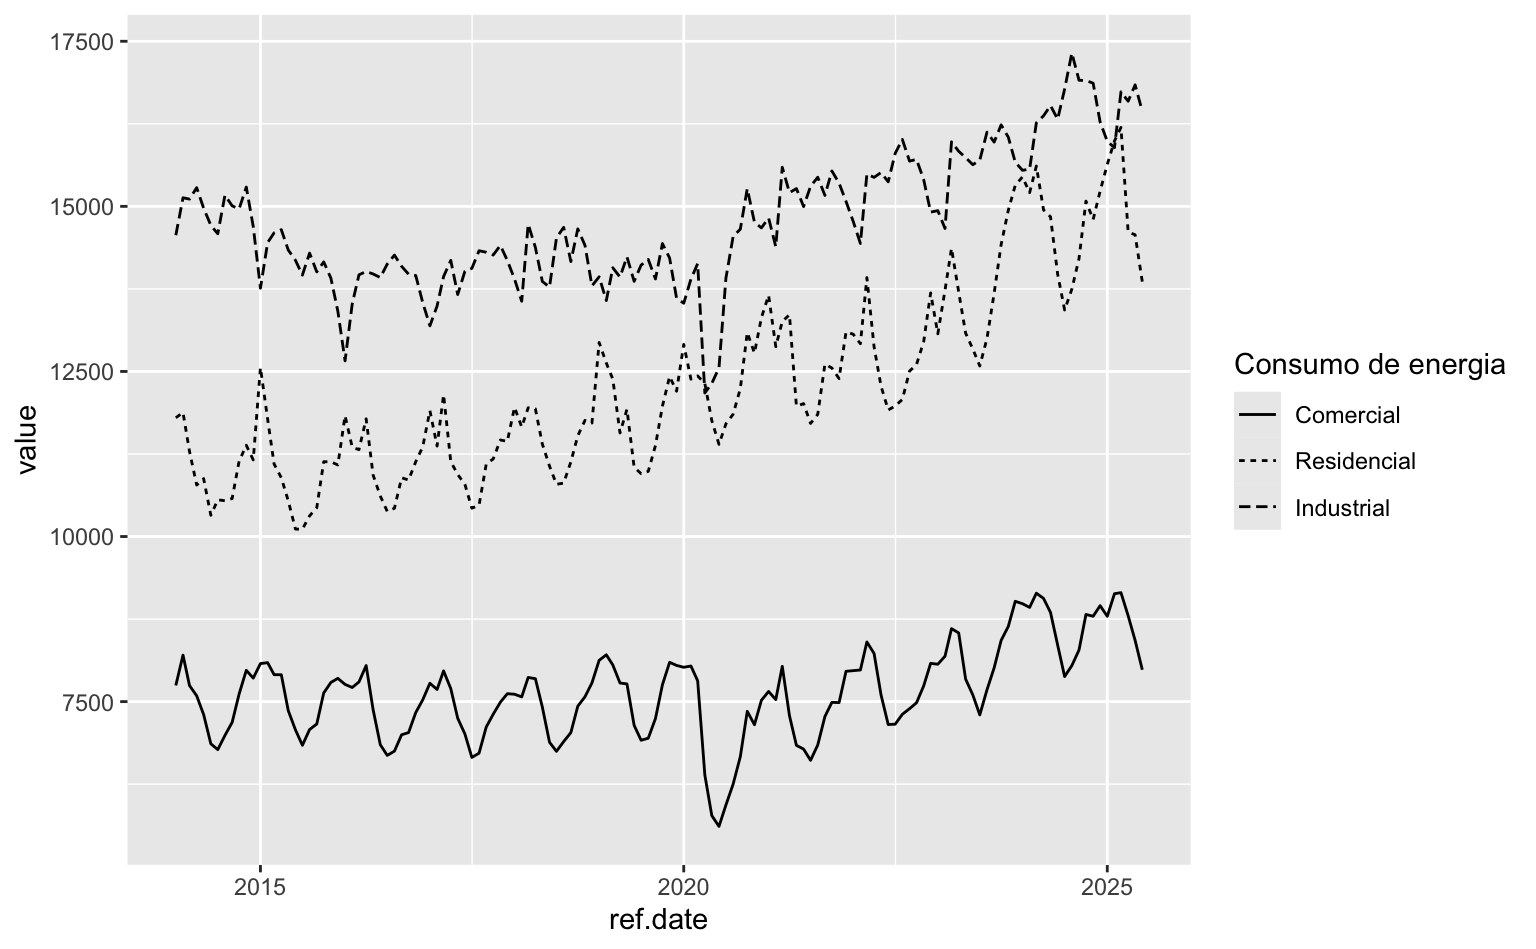 17500
15000
12500
10000
7500
value
2015
2020
2025
ref.date
Consumo de energia
Comercial
Residencial
Industrial